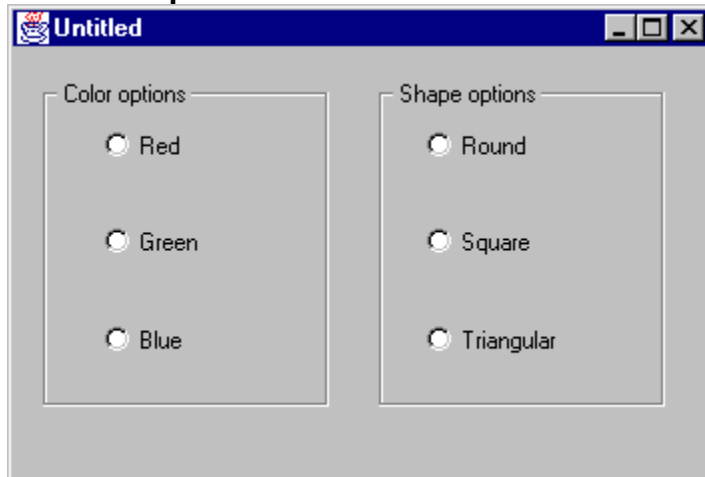 Untitled
Color options
Red
Green
Blue
Shape options
Round
Square
Triangular